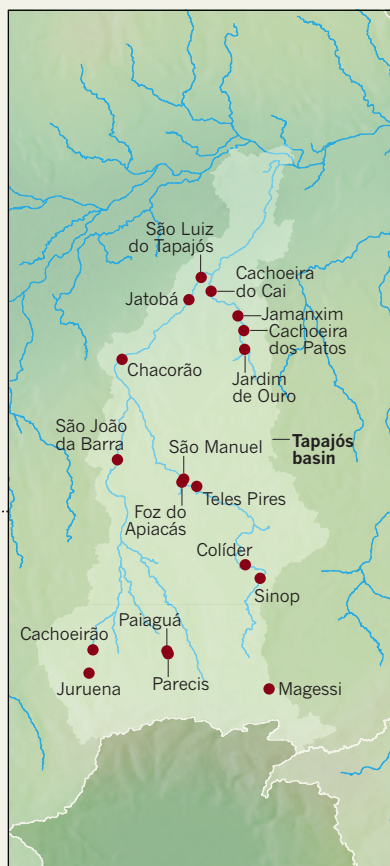 São Luiz
do Tapajós
Cachoeira
do Cai
Jatobá
Jamanxim
Cachoeira
dos Patos
Chacorão
Jardim
de Ouro
São João
da Barra
São Manuel
Tapajós
basin
Teles Pires
Foz do
Apiacás
Colíder
Sinop
Cachoeirão
Paiaguá
Juruena
Parecis
Magessi